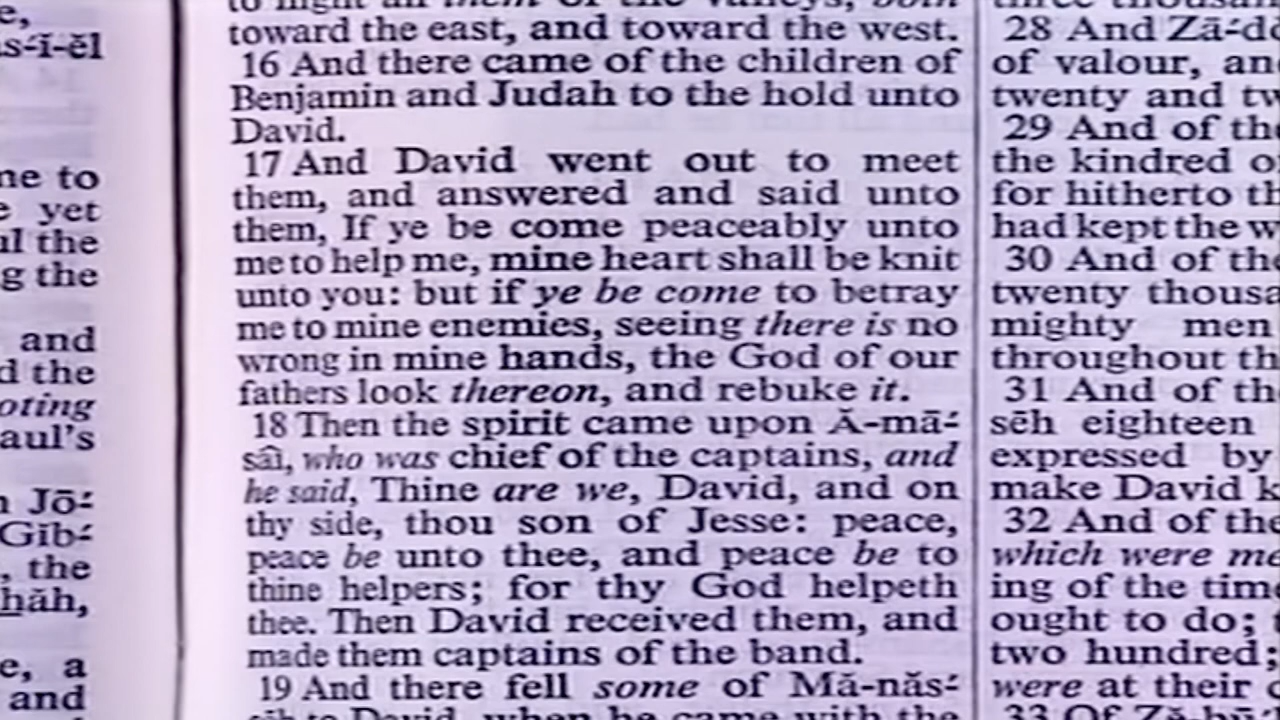 e,
s-́ĭ-ĕl
ne to
e yet
ul the
g the
and
d the
oting
aul's
n Jō-́
Gĭb-́
, the
hăh,
e, a
and
toward the east, and toward the west.
16 And there came of the children of
Benjamin and Judah to the hold unto
David.
17 And David went out to meet
them, and answered and said unto
them, If ye be come peaceably unto
me to help me, mine heart shall be knit
unto you: but if ye be come to betray
me to mine enemies, seeing there is no
wrong in mine hands, the God of our
fathers look thereon, and rebuke it.
18 Then the spirit came upon Ă-mā-́
sâi, who was chief of the captains, and
he said, Thine are we, David, and on
thy side, thou son of Jesse: peace,
peace be unto thee, and peace be to
thine helpers; for thy God helpeth
thee. Then David received them, and
made them captains of the band.
19 And there fell some of Mă-năs-́
28 And Zā-́d
of valour, an
twenty and tw
29 And of th
the kindred o
for hitherto th
had kept the w
30 And of the
twenty thousa
mighty men
throughout th
31 And of th
sēh eighteen
expressed by
make David k
32 And of the
which were me
ing of the time
ought to do;
two hundred;
were at their